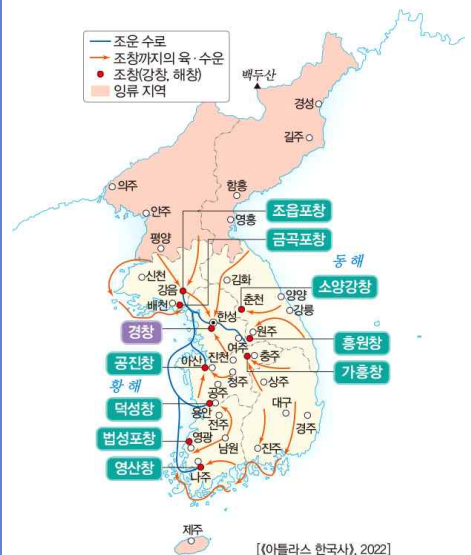 조운 수로
조창까지의 육·수운
조창(강창, 해창)
잉류 지역
백두산
경성
길주
의주
함흥
안주
영흥
조읍포창
평양
금곡포창
동해
신천
강음
김화
소양강창
배천
춘천
양양
강릉
한성
경창
원주
홍원창
여주
공진창
아산
진천
충주
가흥창
황해
청주
상주
공주
덕성창
용안
대구
전주
법성포창
영광
경주
남원
진주
영산창
나주
제주
[《아틀라스 한국사》, 2022]